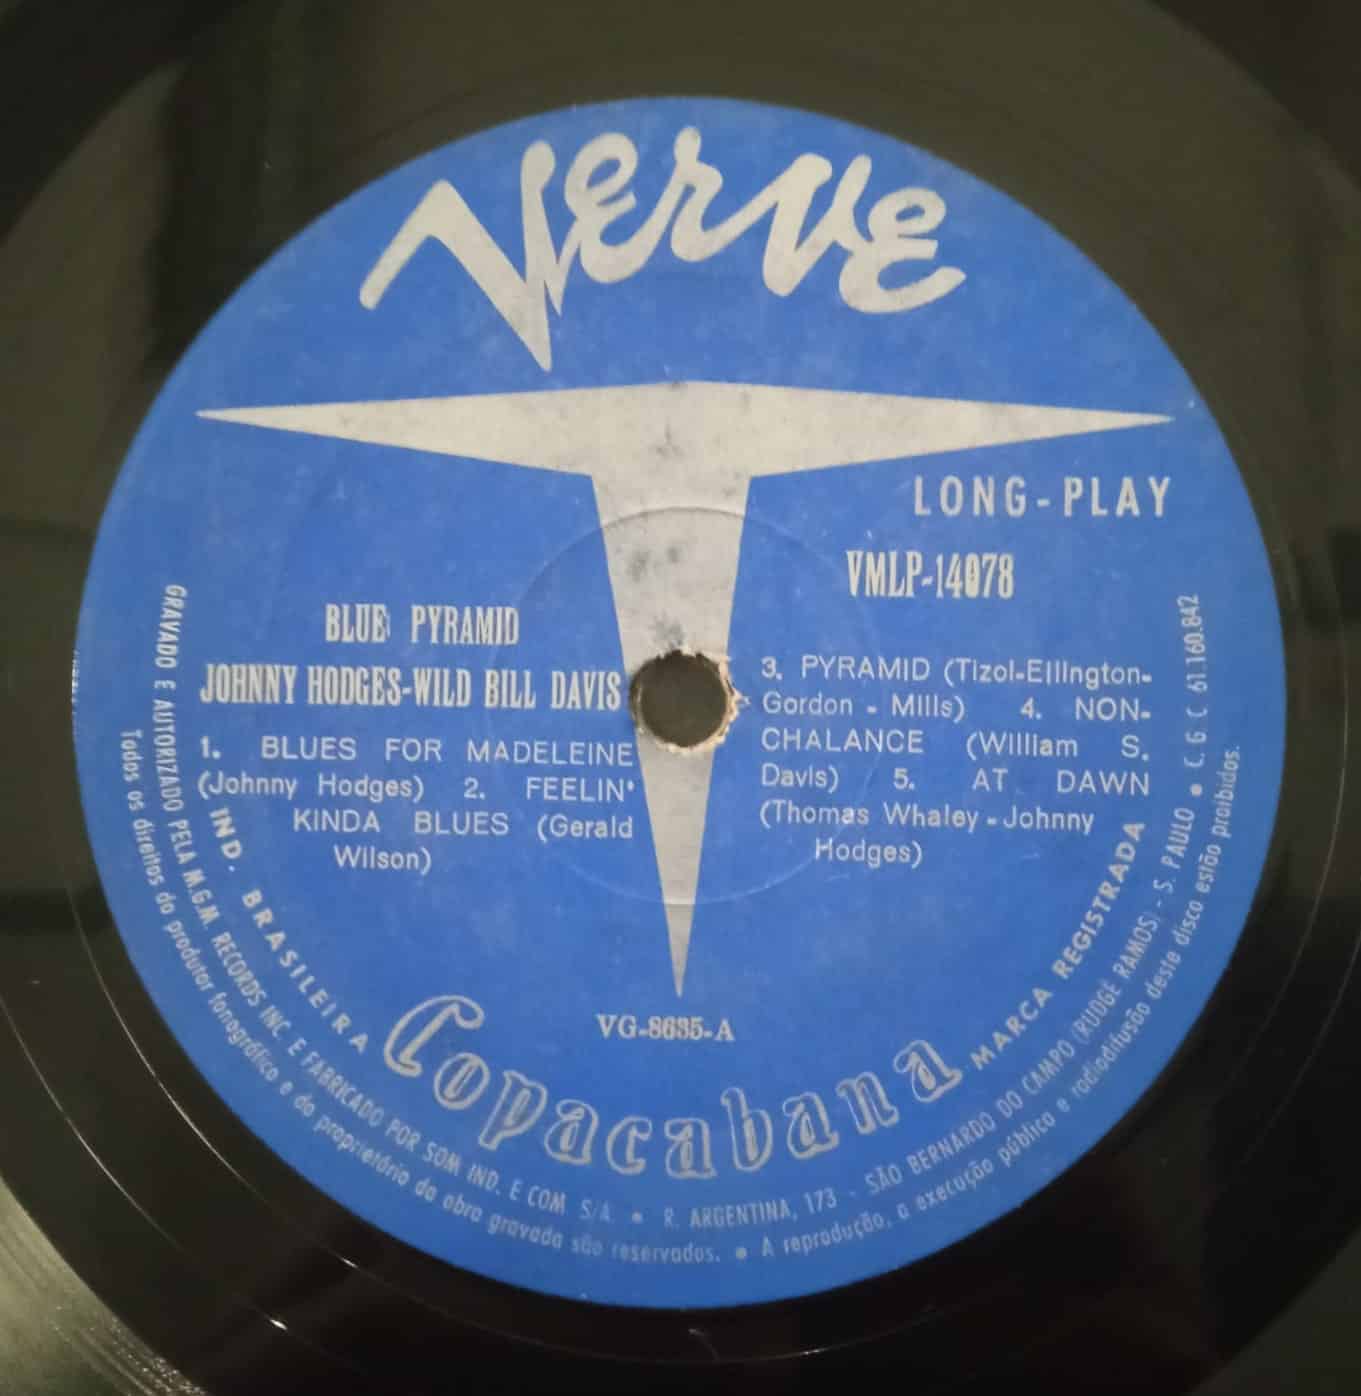 Verve
LONG-PLAY
VMLP-14078
BLUE PYRAMID
JOHNNY HODGES-WILD BILL DAVIS
1. BLUES FOR MADELEINE
(Johnny Hodges) 2. FEELIN'
KINDA BLUES (Gerald
Wilson)
3. PYRAMID (Tizol-Ellington-
Gordon - Mills) 4. NON-
CHALANCE (William S.
Davis) 5. AT DAWN
(Thomas Whaley - Johnny
Hodges)
VG-8635-A
IND. BRASILEIRA Copacabana MARCA REGISTRADA
GRAVADO E AUTORIZADO PELA M.G.M. RECORDS INC. E FABRICADO POR SOM IND. E COM S/A. • R. ARGENTINA, 173 - SÃO BERNARDO DO CAMPO (RUDGE RAMOS) - S. PAULO • C. G. C 61.160.842
Todos os direitos do produtor fonográfico e do proprietário da obra gravada são reservados. • A reprodução, a execução pública e radiodifusão deste disco estão proibidos.